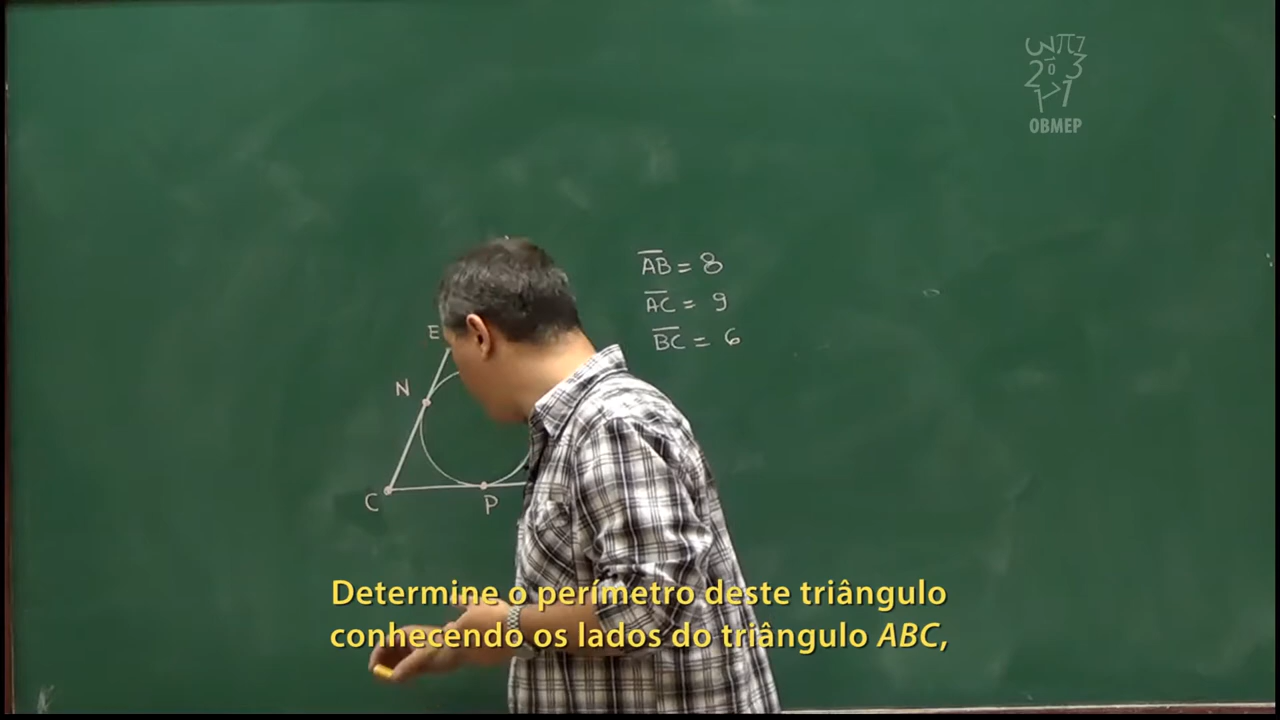 OBMEP
AB = 8
AC = 9
BC = 6
E
N
C
P
Determine o perímetro deste triângulo
conhecendo os lados do triângulo ABC,